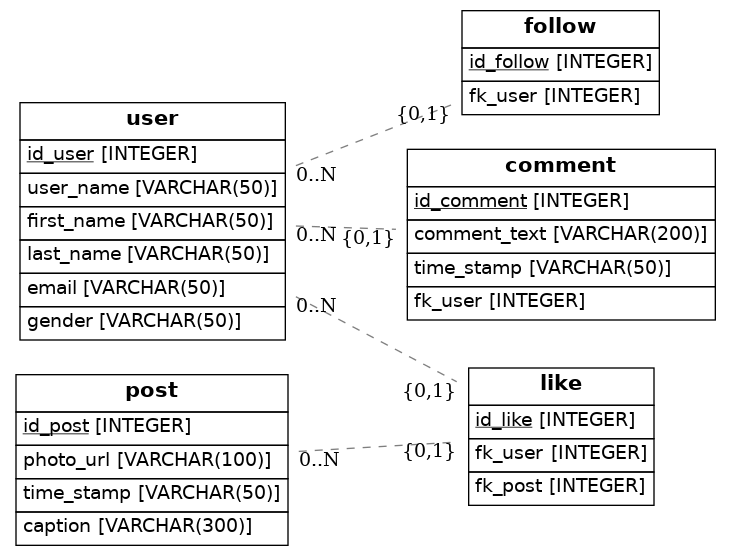 follow
id_follow [INTEGER]
fk_user [INTEGER]
{0,1}
user
id_user [INTEGER]
user_name [VARCHAR(50)]
first_name [VARCHAR(50)]
last_name [VARCHAR(50)]
email [VARCHAR(50)]
gender [VARCHAR(50)]
0..N
0..N
{0,1}
0..N
comment
id_comment [INTEGER]
comment_text [VARCHAR(200)]
time_stamp [VARCHAR(50)]
fk_user [INTEGER]
post
id_post [INTEGER]
photo_url [VARCHAR(100)]
time_stamp [VARCHAR(50)]
caption [VARCHAR(300)]
0..N
{0,1}
{0,1}
like
id_like [INTEGER]
fk_user [INTEGER]
fk_post [INTEGER]